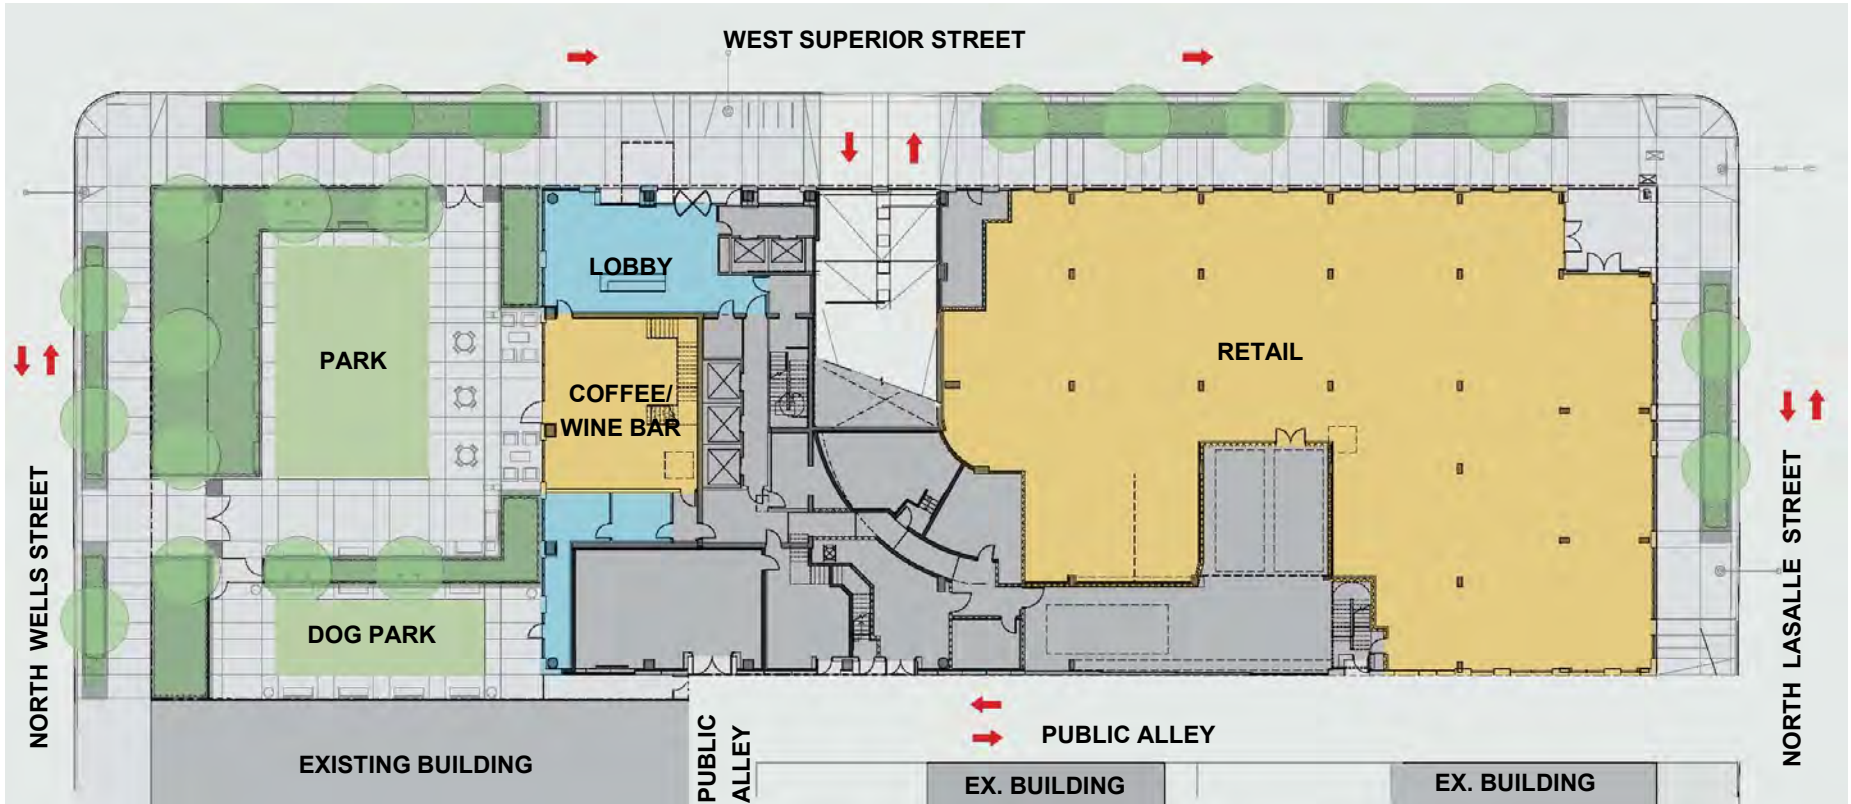 WEST SUPERIOR STREET
LOBBY
PARK
RETAIL
COFFEE/
WINE BAR
NORTH WELLS STREET
NORTH LASALLE STREET
DOG PARK
PUBLIC
ALLEY
PUBLIC ALLEY
EXISTING BUILDING
EX. BUILDING
EX. BUILDING